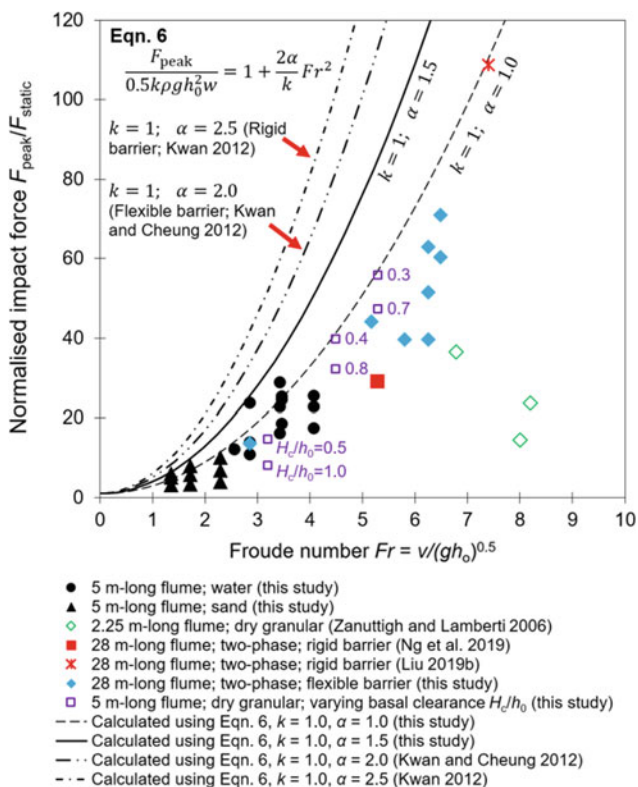 120
100
80
60
40
20
0
Normalised impact force F_peak/F_static
Eqn. 6
F_peak / 0.5kρgh₀²w = 1 + 2α/k Fr²
k = 1; α = 2.5 (Rigid
barrier; Kwan 2012)
k = 1; α = 2.0
(Flexible barrier; Kwan
and Cheung 2012)
k = 1; α = 1.5
k = 1; α = 1.0
0.3
0.7
0.4
0.8
H_c/h_0=0.5
H_c/h_0=1.0
0 1 2 3 4 5 6 7 8 9 10
Froude number Fr = v/(gh_o)^0.5
5 m-long flume; water (this study)
5 m-long flume; sand (this study)
2.25 m-long flume; dry granular (Zanuttigh and Lamberti 2006)
28 m-long flume; two-phase; rigid barrier (Ng et al. 2019)
28 m-long flume; two-phase; rigid barrier (Liu 2019b)
28 m-long flume; two-phase; flexible barrier (this study)
5 m-long flume; dry granular; varying basal clearance H_c/h_0 (this study)
Calculated using Eqn. 6, k = 1.0, α = 1.0 (this study)
Calculated using Eqn. 6, k = 1.0, α = 1.5 (this study)
Calculated using Eqn. 6, k = 1.0, α = 2.0 (Kwan and Cheung 2012)
Calculated using Eqn. 6, k = 1.0, α = 2.5 (Kwan 2012)